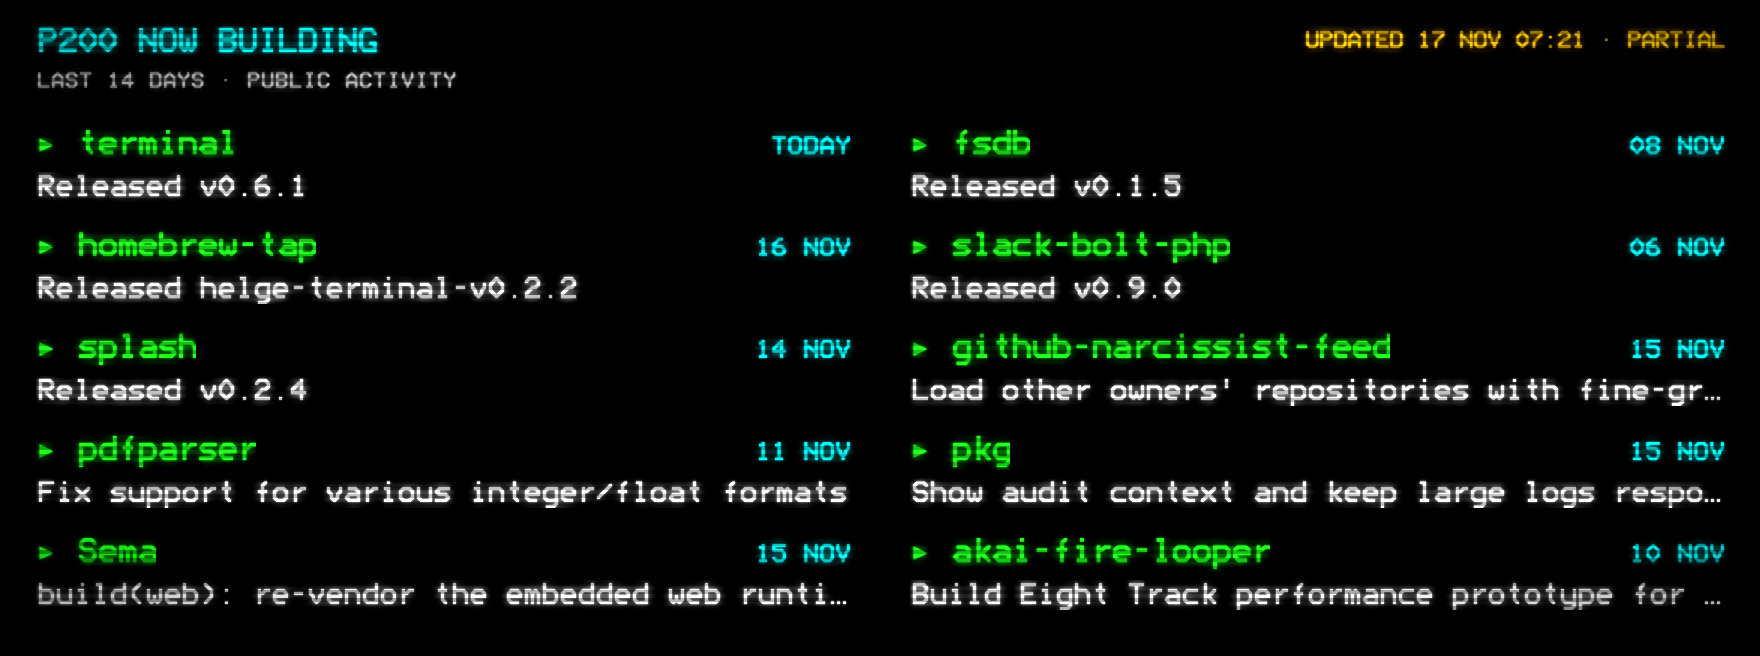 P200 NOW BUILDING
UPDATED 17 NOV 07:21 · PARTIAL
LAST 14 DAYS · PUBLIC ACTIVITY
► terminal TODAY
Released v0.6.1
► homebrew-tap 16 NOV
Released helge-terminal-v0.2.2
► splash 14 NOV
Released v0.2.4
► pdfparser 11 NOV
Fix support for various integer/float formats
► Sema 15 NOV
build(web): re-vendor the embedded web runti…
► fsdb 08 NOV
Released v0.1.5
► slack-bolt-php 06 NOV
Released v0.9.0
► github-narcissist-feed 15 NOV
Load other owners' repositories with fine-gr…
► pkg 15 NOV
Show audit context and keep large logs respo…
► akai-fire-looper 10 NOV
Build Eight Track performance prototype for …